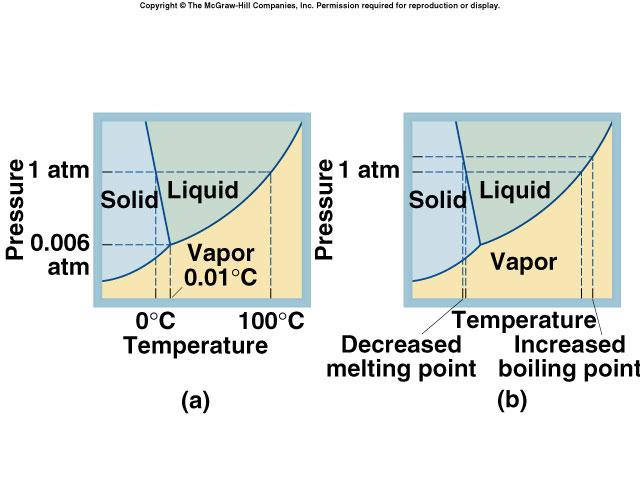 Copyright © The McGraw-Hill Companies, Inc. Permission required for reproduction or display.
Pressure
1 atm
0.006
atm
Solid
Liquid
Vapor
0.01°C
0°C
100°C
Temperature
(a)
Pressure
1 atm
Solid
Liquid
Vapor
Temperature
Decreased
melting point
Increased
boiling point
(b)